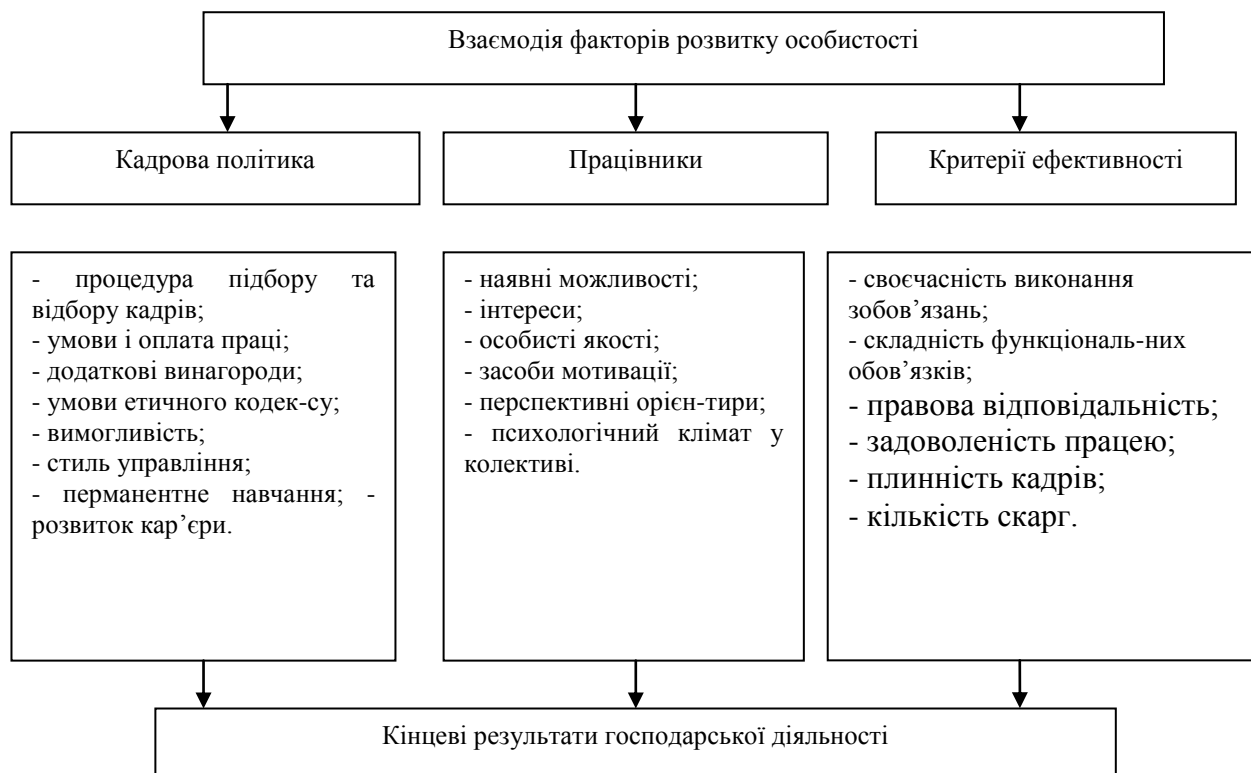 Взаємодія факторів розвитку особистості
Кадрова політика
Працівники
Критерії ефективності
- процедура підбору та
відбору кадрів;
- умови і оплата праці;
- додаткові винагороди;
- умови етичного кодек-су;
- вимогливість;
- стиль управління;
- перманентне навчання; -
розвиток кар’єри.
- наявні можливості;
- інтереси;
- особисті якості;
- засоби мотивації;
- перспективні орієн-тири;
- психологічний клімат у
колективі.
- своєчасність виконання
зобов’язань;
- складність функціональ-них
обов’язків;
- правова відповідальність;
- задоволеність працею;
- плинність кадрів;
- кількість скарг.
Кінцеві результати господарської діяльності